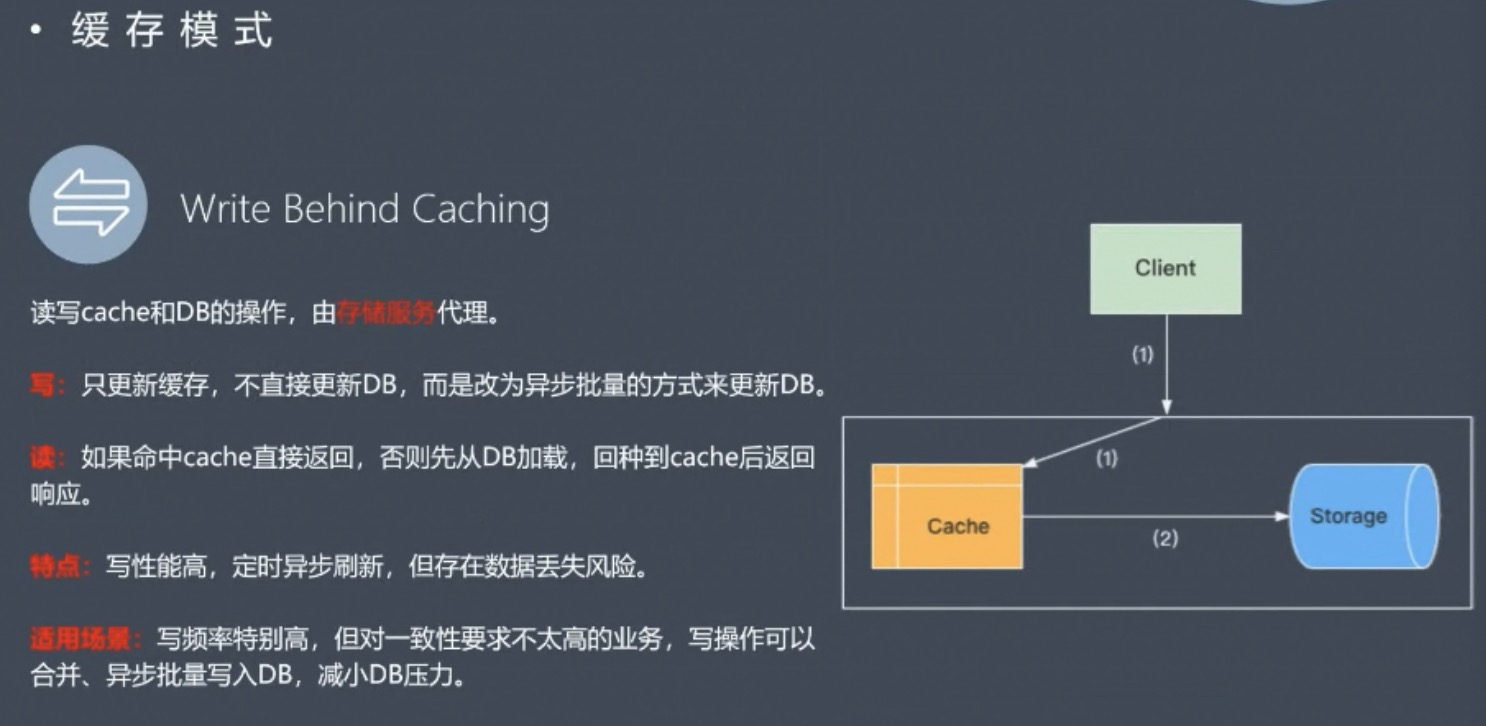 • 缓存模式
Write Behind Caching
读写cache和DB的操作，由存储服务代理。
写：只更新缓存，不直接更新DB，而是改为异步批量的方式来更新DB。
读：如果命中cache直接返回，否则先从DB加载，回种到cache后返回
响应。
特点：写性能高，定时异步刷新，但存在数据丢失风险。
适用场景：写频率特别高，但对一致性要求不太高的业务，写操作可以
合并、异步批量写入DB，减小DB压力。
Client
(1)
(1)
Cache
(2)
Storage